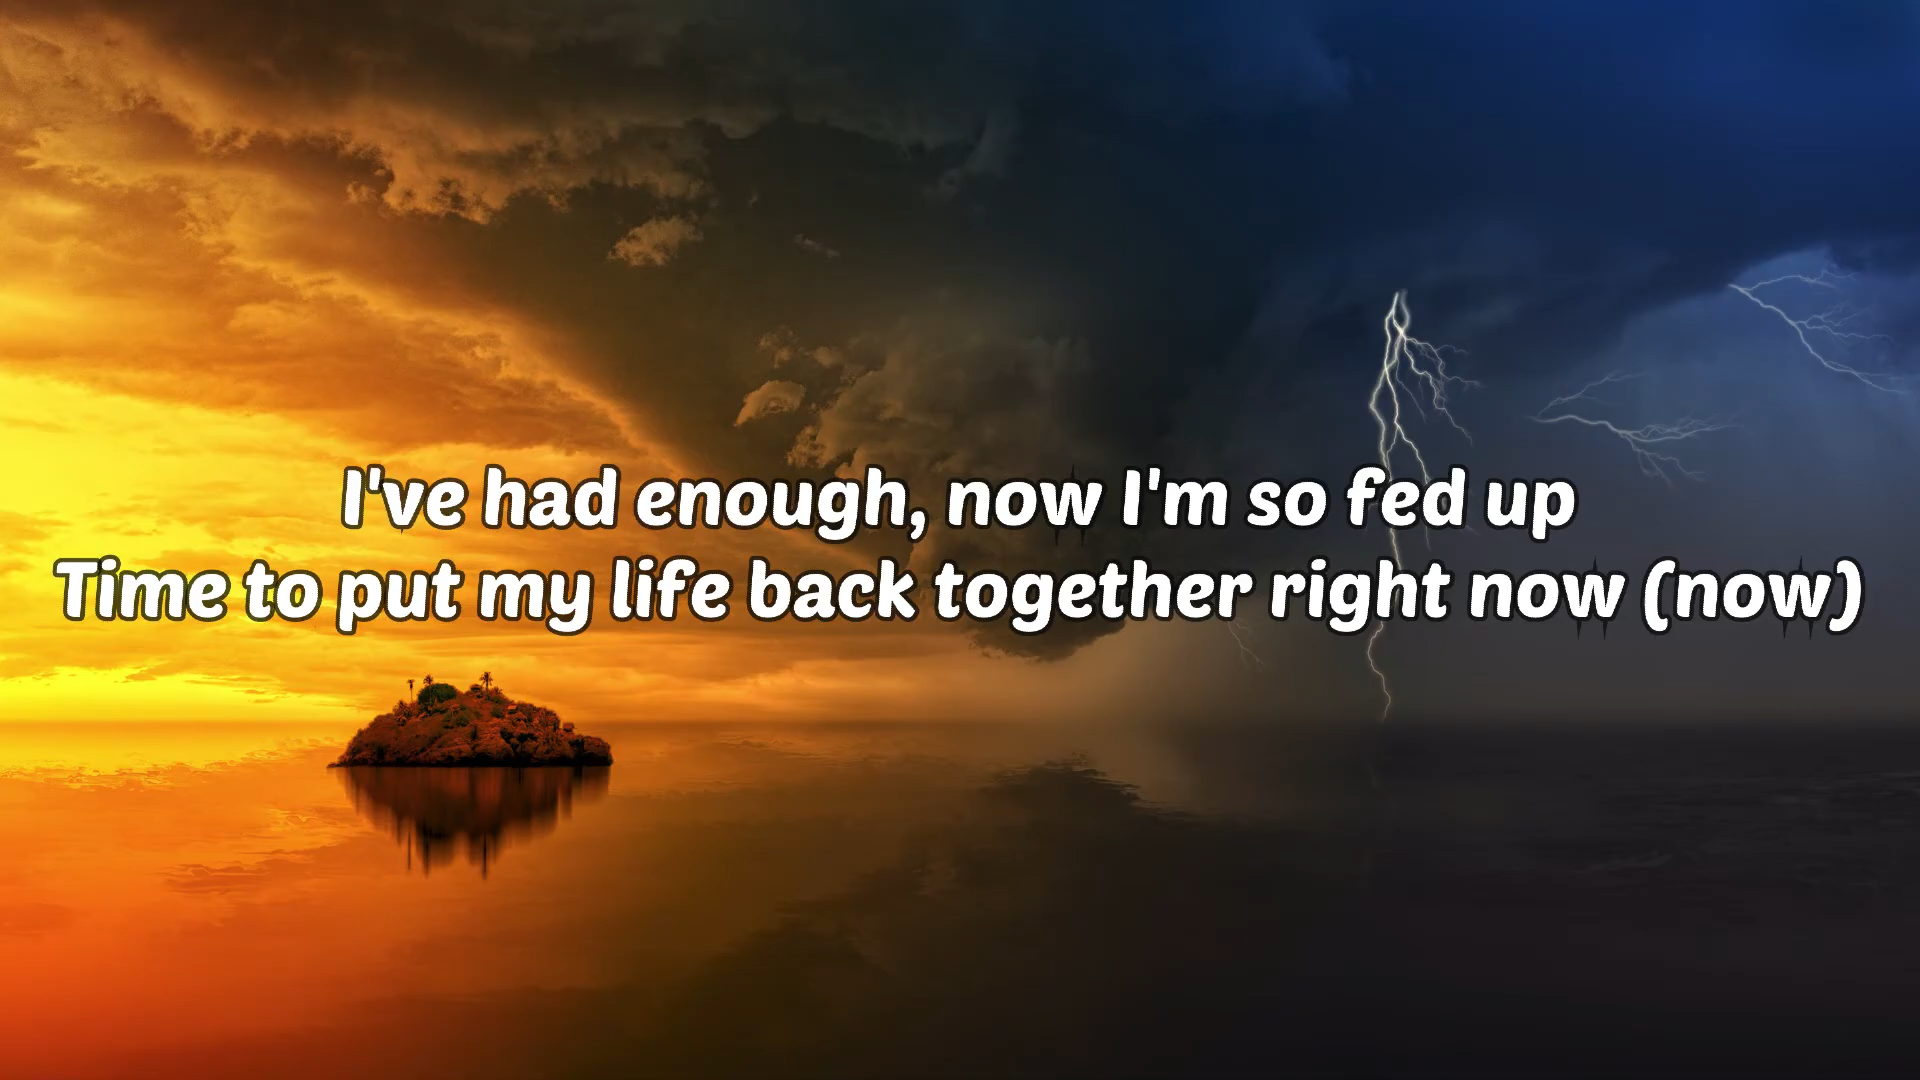 I've had enough, now I'm so fed up
Time to put my life back together right now (now)